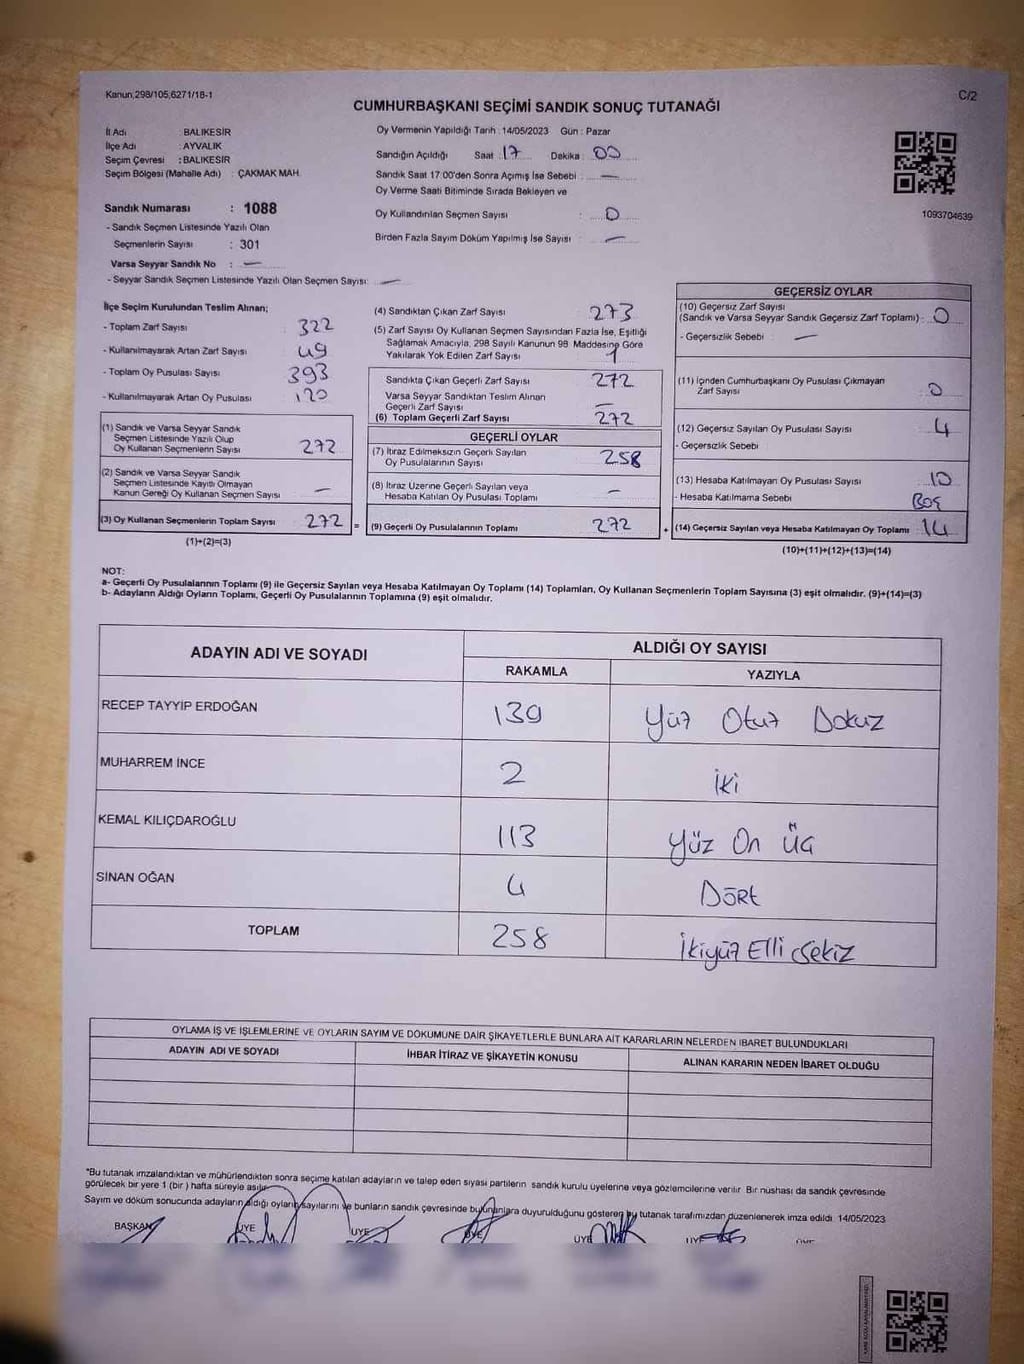 Kanun,298/105,6271/18-1
C/2
CUMHURBAŞKANI SEÇİMİ SANDIK SONUÇ TUTANAĞI
İl Adı : BALIKESİR
İlçe Adı : AYVALIK
Seçim Çevresi : BALIKESİR
Seçim Bölgesi (Mahalle Adı) : ÇAKMAK MAH.
Oy Vermenin Yapıldığı Tarih : 14/05/2023 Gün : Pazar
Sandığın Açıldığı Saat : 17 Dakika : 00
Sandık Saat 17:00'den Sonra Açımış İse Sebebi : —
Oy Verme Saati Bitiminde Sırada Bekleyen ve
Oy Kullandırılan Seçmen Sayısı : 0
Birden Fazla Sayım Döküm Yapılmış İse Sayısı : —
1093704639
Sandık Numarası : 1088
- Sandık Seçmen Listesinde Yazılı Olan
Seçmenlerin Sayısı : 301
Varsa Seyyar Sandık No : —
- Seyyar Sandık Seçmen Listesinde Yazılı Olan Seçmen Sayısı: —
İlçe Seçim Kurulundan Teslim Alınan;
- Toplam Zarf Sayısı 322
- Kullanılmayarak Artan Zarf Sayısı 49
- Toplam Oy Pusulası Sayısı 393
- Kullanılmayarak Artan Oy Pusulası 120
(1) Sandık ve Varsa Seyyar Sandık
Seçmen Listesinde Yazılı Olup
Oy Kullanan Seçmenlerin Sayısı 272
(2) Sandık ve Varsa Seyyar Sandık
Seçmen Listesinde Kayıtlı Olmayan
Kanun Gereği Oy Kullanan Seçmen Sayısı —
(3) Oy Kullanan Seçmenlerin Toplam Sayısı 272 =
(1)+(2)=(3)
(4) Sandıktan Çıkan Zarf Sayısı 273
(5) Zarf Sayısı Oy Kullanan Seçmen Sayısından Fazla İse, Eşitliği
Sağlamak Amacıyla, 298 Sayılı Kanunun 98. Maddesine Göre
Yakılarak Yok Edilen Zarf Sayısı 1
Sandıkta Çıkan Geçerli Zarf Sayısı 272
Varsa Seyyar Sandıktan Teslim Alınan
Geçerli Zarf Sayısı —
(6) Toplam Geçerli Zarf Sayısı 272
GEÇERLİ OYLAR
(7) İtiraz Edilmeksizin Geçerli Sayılan
Oy Pusulalarının Sayısı 258
(8) İtiraz Üzerine Geçerli Sayılan veya
Hesaba Katılan Oy Pusulası Toplamı —
(9) Geçerli Oy Pusulalarının Toplamı 272 +
GEÇERSİZ OYLAR
(10) Geçersiz Zarf Sayısı
(Sandık ve Varsa Seyyar Sandık Geçersiz Zarf Toplamı) : 0
- Geçersizlik Sebebi : —
(11) İçinden Cumhurbaşkanı Oy Pusulası Çıkmayan
Zarf Sayısı 0
(12) Geçersiz Sayılan Oy Pusulası Sayısı 4
- Geçersizlik Sebebi
(13) Hesaba Katılmayan Oy Pusulası Sayısı 10
- Hesaba Katılmama Sebebi Boş
(14) Geçersiz Sayılan veya Hesaba Katılmayan Oy Toplamı 14
(10)+(11)+(12)+(13)=(14)
NOT:
a- Geçerli Oy Pusulalarının Toplamı (9) ile Geçersiz Sayılan veya Hesaba Katılmayan Oy Toplamı (14) Toplamları, Oy Kullanan Seçmenlerin Toplam Sayısına (3) eşit olmalıdır. (9)+(14)=(3)
b- Adayların Aldığı Oyların Toplamı, Geçerli Oy Pusulalarının Toplamına (9) eşit olmalıdır.
ADAYIN ADI VE SOYADI ALDIĞI OY SAYISI
RAKAMLA YAZIYLA
RECEP TAYYİP ERDOĞAN 139 Yüz Otuz Dokuz
MUHARREM İNCE 2 İki
KEMAL KILIÇDAROĞLU 113 Yüz On Üç
SİNAN OĞAN 4 Dört
TOPLAM 258 İkiyüz Elli Sekiz
OYLAMA İŞ VE İŞLEMLERİNE VE OYLARIN SAYIM VE DÖKÜMÜNE DAİR ŞİKAYETLERLE BUNLARA AİT KARARLARIN NELERDEN İBARET BULUNDUKLARI
ADAYIN ADI VE SOYADI İHBAR İTİRAZ VE ŞİKAYETİN KONUSU ALINAN KARARIN NEDEN İBARET OLDUĞU
*Bu tutanak imzalandıktan ve mühürlendikten sonra seçime katılan adayların ve talep eden siyasi partilerin sandık kurulu üyelerine veya gözlemcilerine verilir. Bir nüshası da sandık çevresinde
görülecek bir yere 1 (bir) hafta süreyle asılır.
Sayım ve döküm sonucunda adayların aldığı oyların sayılarını ve bunların sandık çevresinde bulunanlara duyurulduğunu gösteren bu tutanak tarafımızdan düzenlenerek imza edildi. 14/05/2023
BAŞKAN ÜYE ÜYE ÜYE ÜYE ÜYE ÜYE